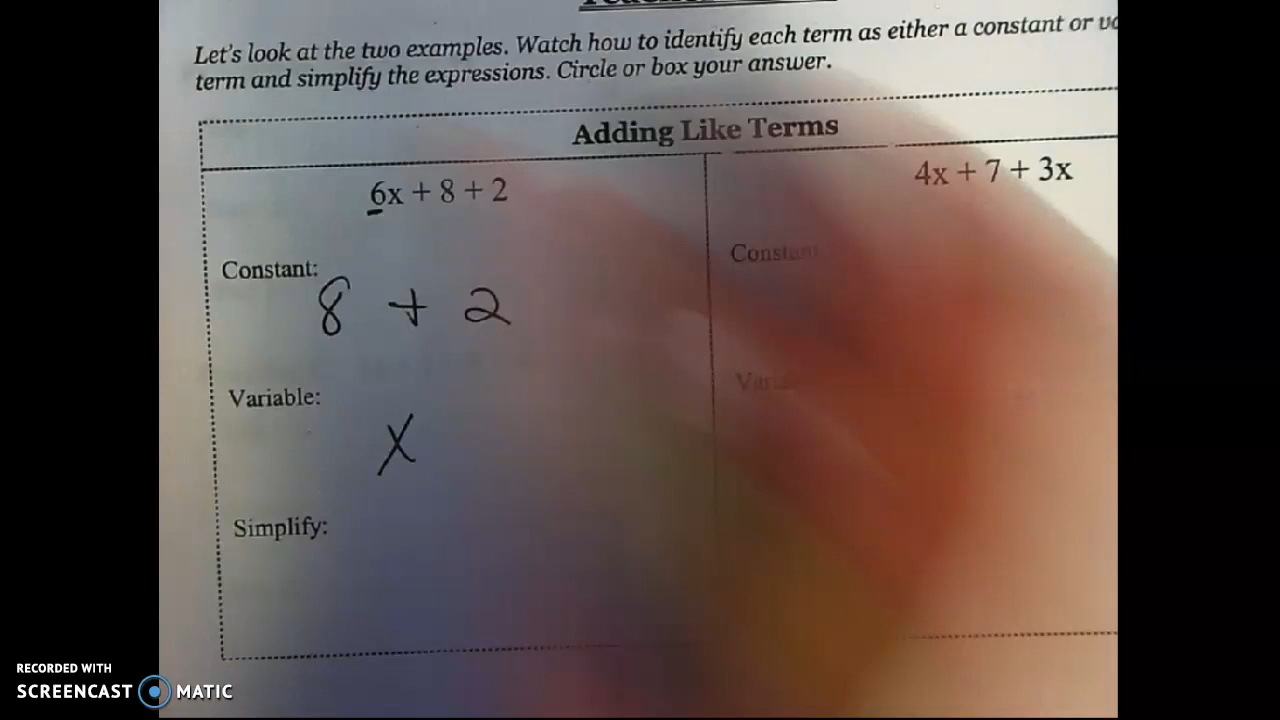 Let's look at the two examples. Watch how to identify each term as either a constant or
term and simplify the expressions. Circle or box your answer.
Adding Like Terms
6x + 8 + 2
4x + 7 + 3x
Constant:
Constant
8 + 2
Variable:
x
Simplify:
RECORDED WITH
SCREENCAST MATIC